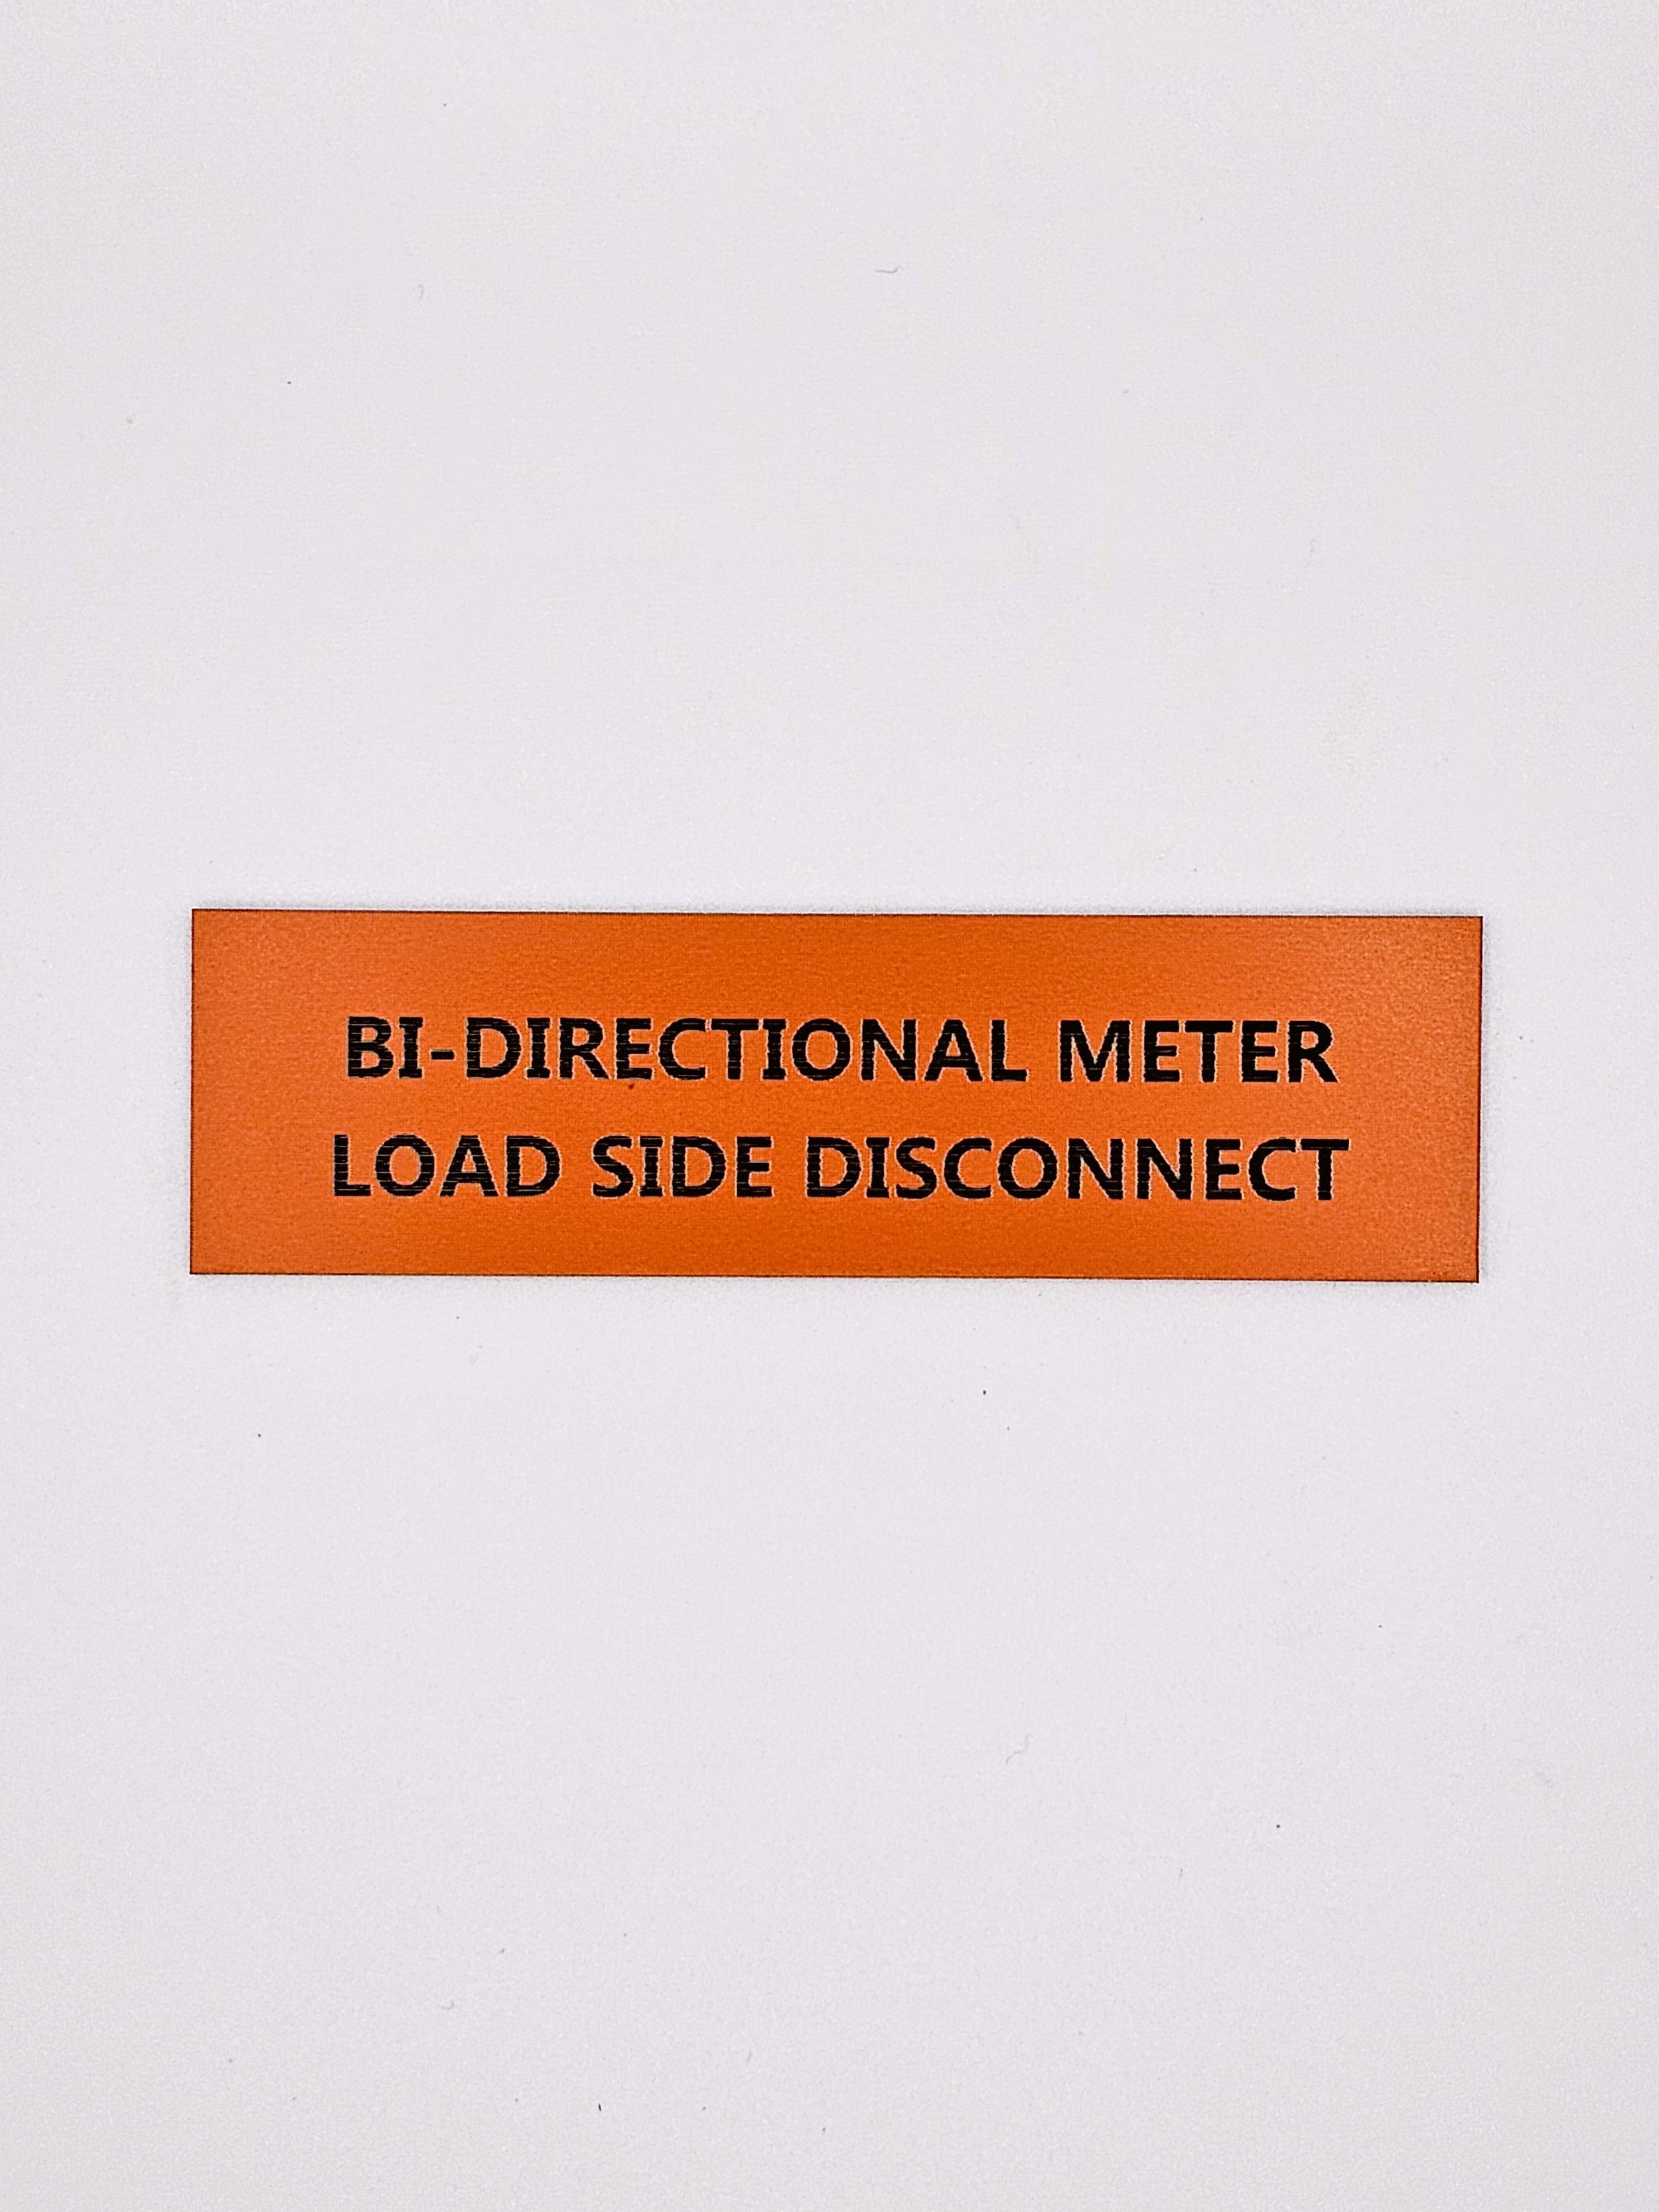 BI-DIRECTIONAL METER
LOAD SIDE DISCONNECT